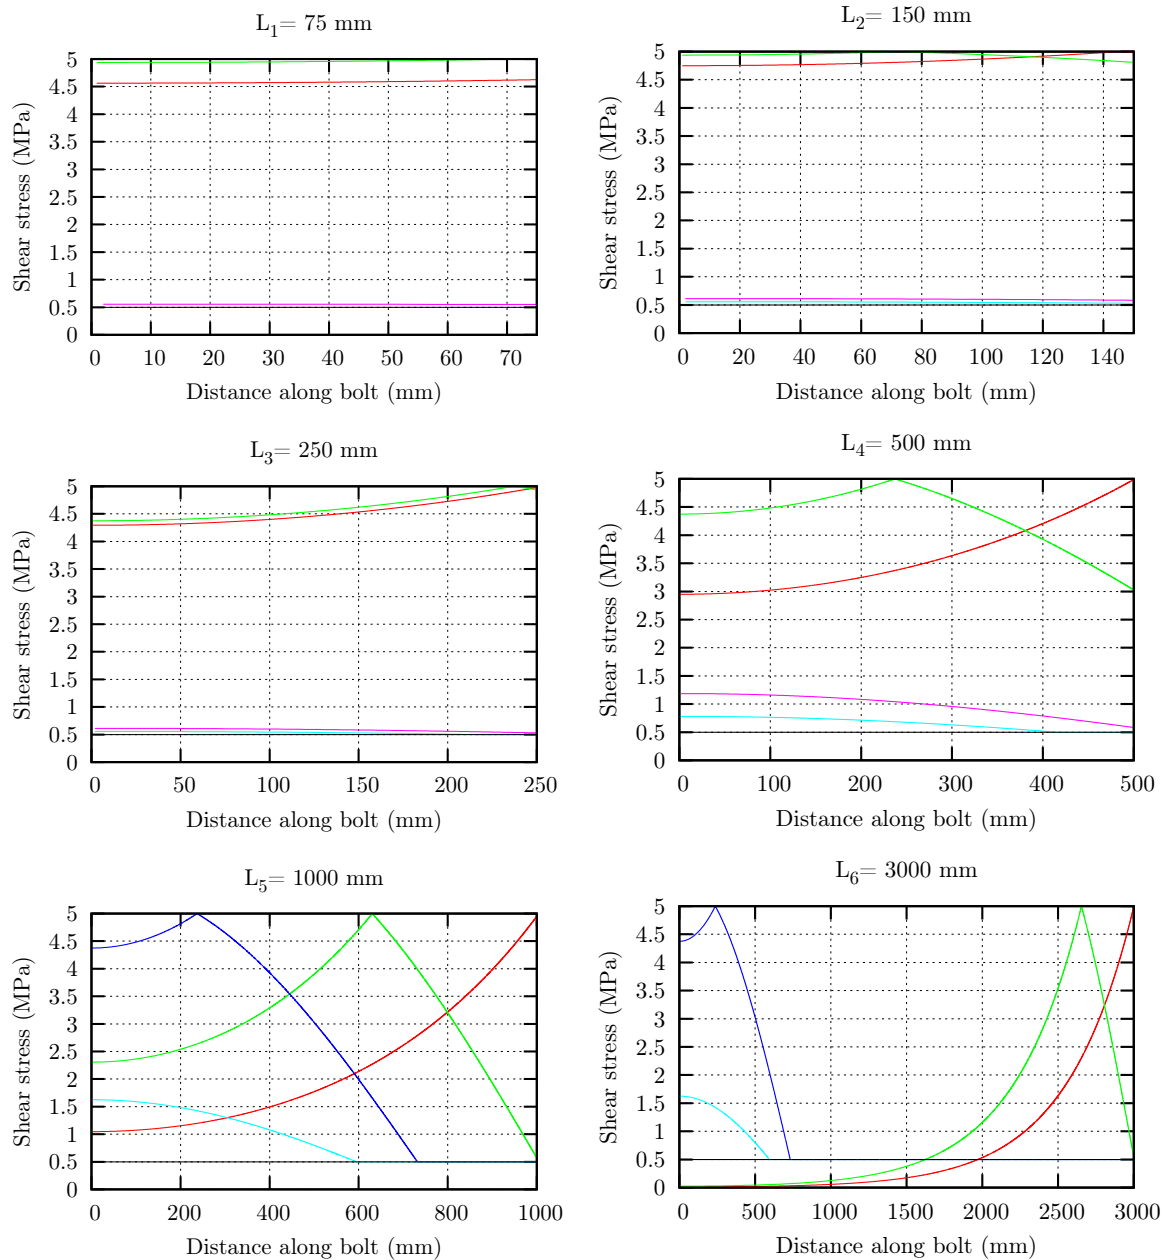 L1= 75 mm
Shear stress (MPa)
5
4.5
4
3.5
3
2.5
2
1.5
1
0.5
0
0 10 20 30 40 50 60 70
Distance along bolt (mm)
L2= 150 mm
Shear stress (MPa)
5
4.5
4
3.5
3
2.5
2
1.5
1
0.5
0
0 20 40 60 80 100 120 140
Distance along bolt (mm)
L3= 250 mm
Shear stress (MPa)
5
4.5
4
3.5
3
2.5
2
1.5
1
0.5
0
0 50 100 150 200 250
Distance along bolt (mm)
L4= 500 mm
Shear stress (MPa)
5
4.5
4
3.5
3
2.5
2
1.5
1
0.5
0
0 100 200 300 400 500
Distance along bolt (mm)
L5= 1000 mm
Shear stress (MPa)
5
4.5
4
3.5
3
2.5
2
1.5
1
0.5
0
0 200 400 600 800 1000
Distance along bolt (mm)
L6= 3000 mm
Shear stress (MPa)
5
4.5
4
3.5
3
2.5
2
1.5
1
0.5
0
0 500 1000 1500 2000 2500 3000
Distance along bolt (mm)